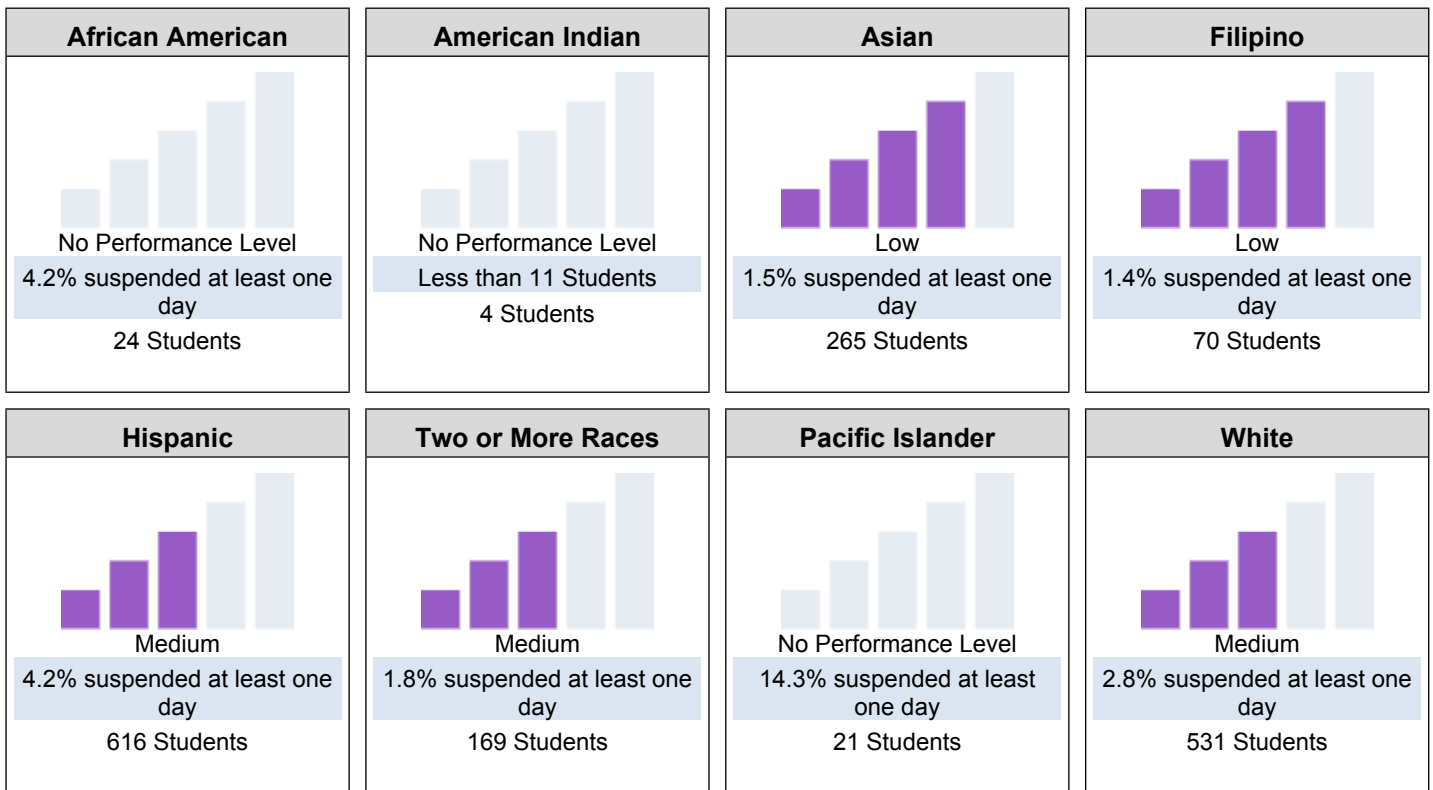 African American
No Performance Level
4.2% suspended at least one
day
24 Students
American Indian
No Performance Level
Less than 11 Students
4 Students
Asian
Low
1.5% suspended at least one
day
265 Students
Filipino
Low
1.4% suspended at least one
day
70 Students
Hispanic
Medium
4.2% suspended at least one
day
616 Students
Two or More Races
Medium
1.8% suspended at least one
day
169 Students
Pacific Islander
No Performance Level
14.3% suspended at least
one day
21 Students
White
Medium
2.8% suspended at least one
day
531 Students